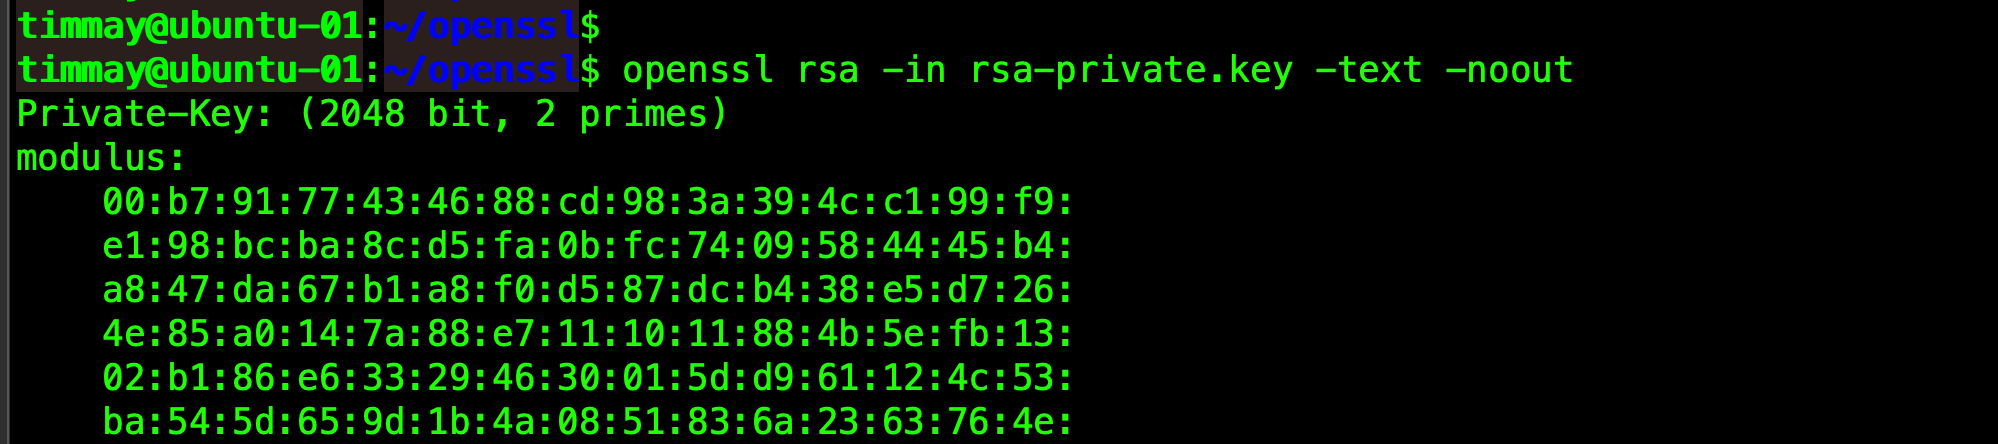 timmay@ubuntu-01:~/openssl$
timmay@ubuntu-01:~/openssl$ openssl rsa -in rsa-private.key -text -noout
Private-Key: (2048 bit, 2 primes)
modulus:
00:b7:91:77:43:46:88:cd:98:3a:39:4c:c1:99:f9:
e1:98:bc:ba:8c:d5:fa:0b:fc:74:09:58:44:45:b4:
a8:47:da:67:b1:a8:f0:d5:87:dc:b4:38:e5:d7:26:
4e:85:a0:14:7a:88:e7:11:10:11:88:4b:5e:fb:13:
02:b1:86:e6:33:29:46:30:01:5d:d9:61:12:4c:53:
ba:54:5d:65:9d:1b:4a:08:51:83:6a:23:63:76:4e: